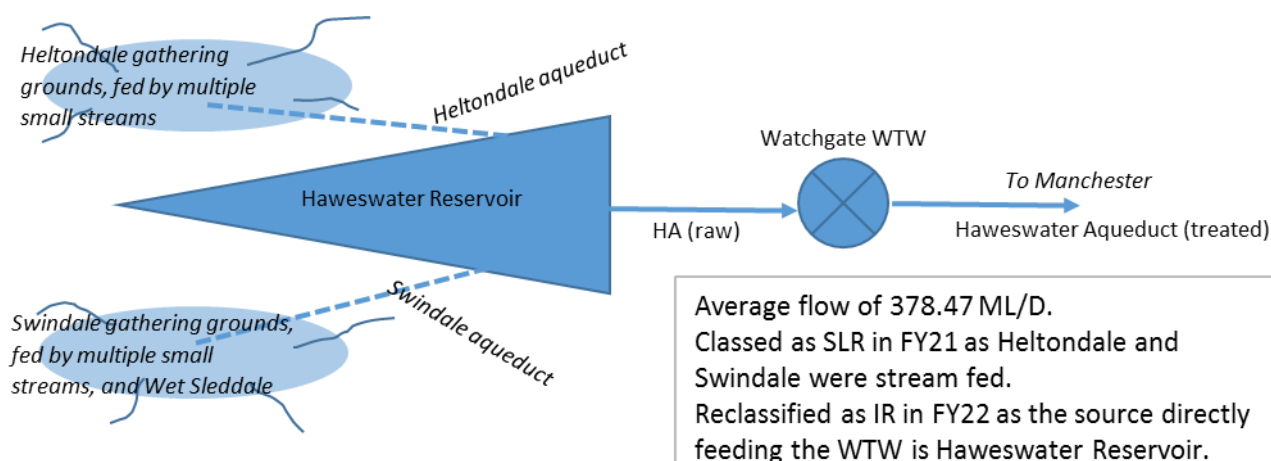 Heltondale gathering
grounds, fed by multiple
small streams
Heltondale aqueduct
Haweswater Reservoir
Watchgate WTW
To Manchester
HA (raw)
Haweswater Aqueduct (treated)
Swindale aqueduct
Swindale gathering grounds,
fed by multiple small
streams, and Wet Sleddale
Average flow of 378.47 ML/D.
Classed as SLR in FY21 as Heltondale and
Swindale were stream fed.
Reclassified as IR in FY22 as the source directly
feeding the WTW is Haweswater Reservoir.